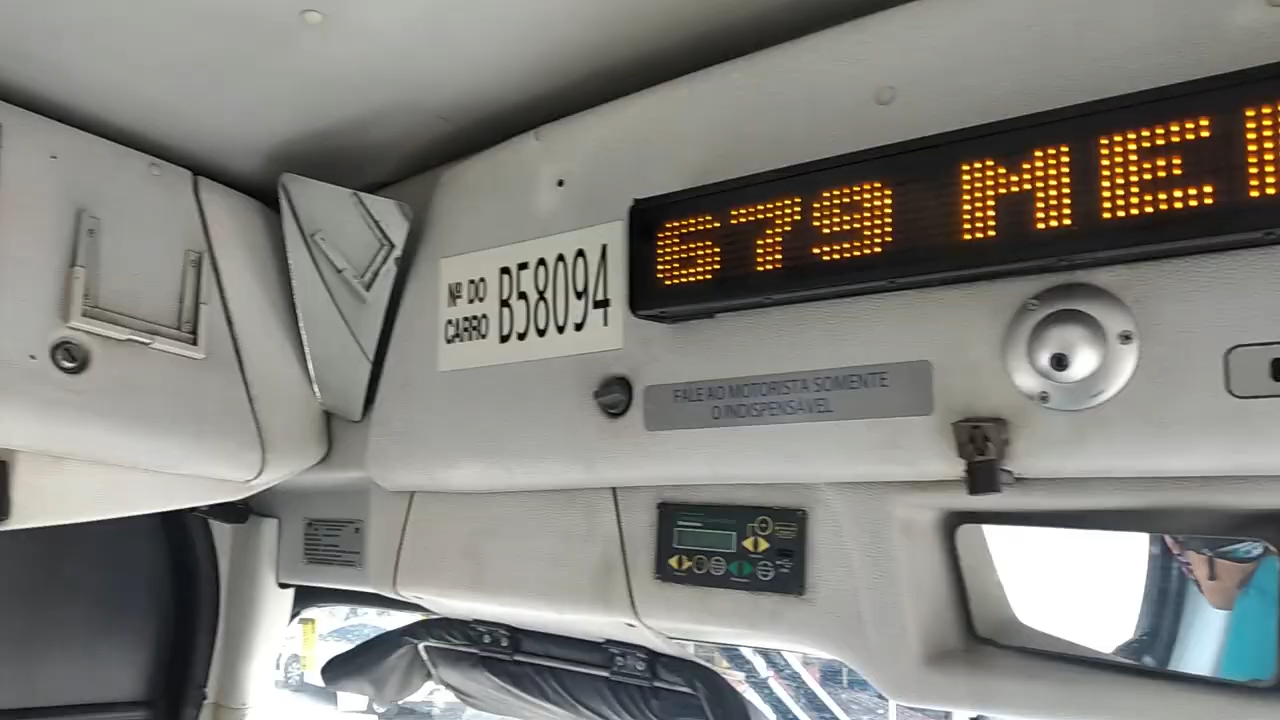 679 ME
Nº DO
CARRO
B58094
FALE AO MOTORISTA SOMENTE
O INDISPENSÁVEL